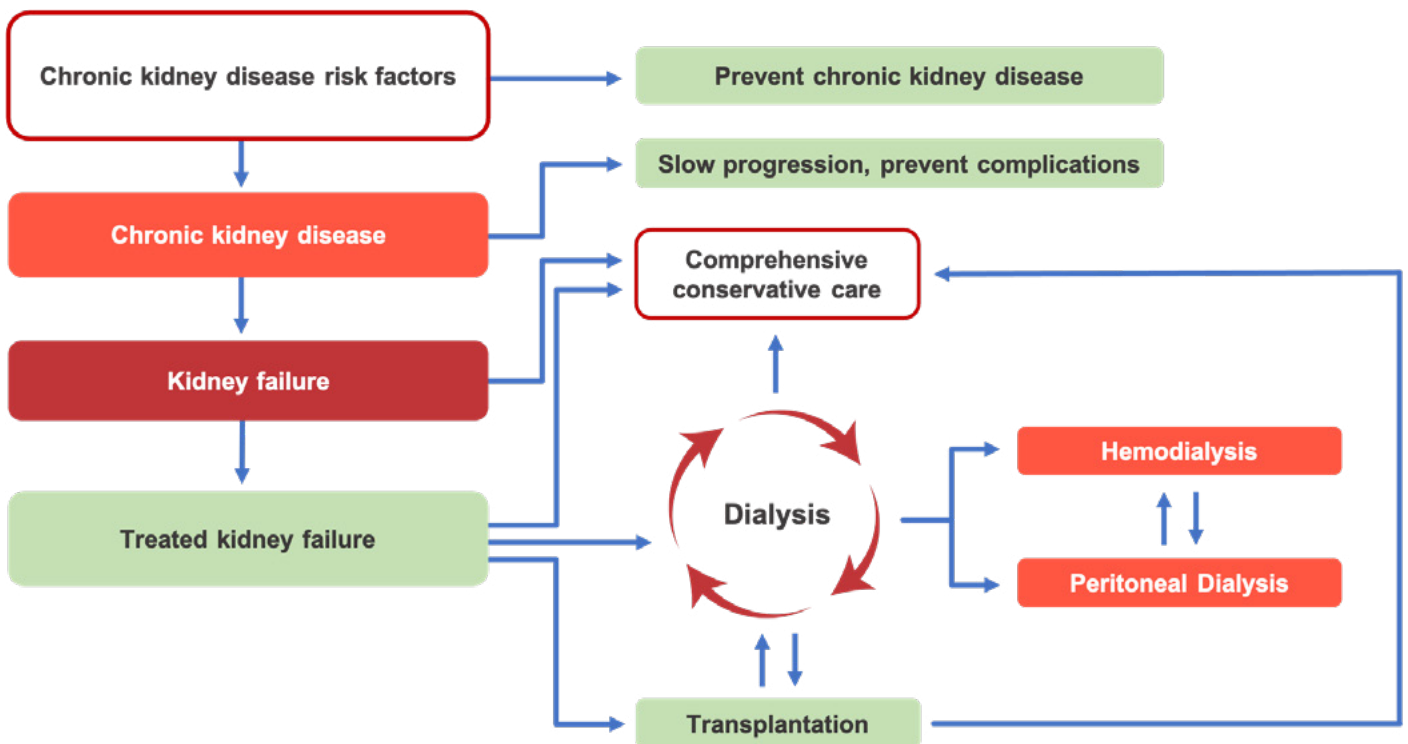 Chronic kidney disease risk factors
Prevent chronic kidney disease
Slow progression, prevent complications
Chronic kidney disease
Comprehensive
conservative care
Kidney failure
Hemodialysis
Dialysis
Treated kidney failure
Peritoneal Dialysis
Transplantation